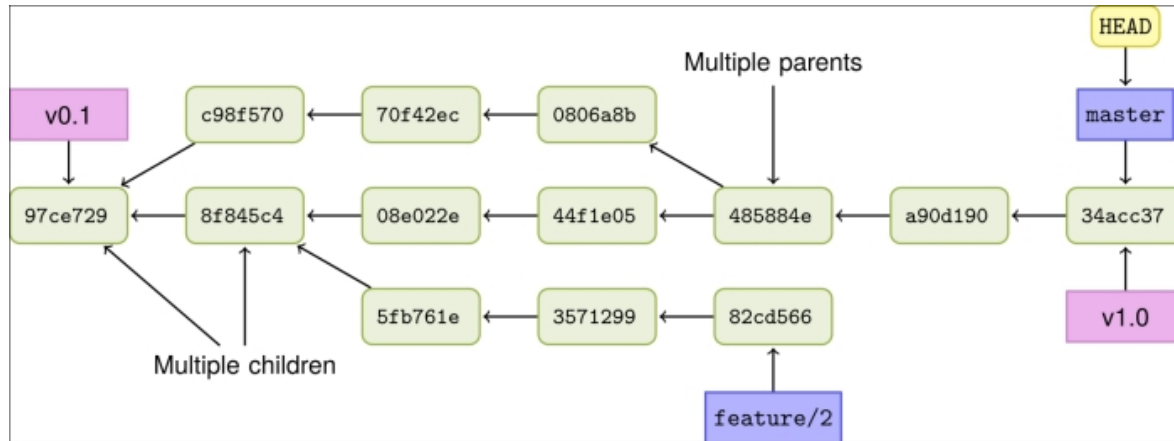 HEAD
Multiple parents
v0.1
c98f570
70f42ec
0806a8b
master
97ce729
8f845c4
08e022e
44f1e05
485884e
a90d190
34acc37
5fb761e
3571299
82cd566
v1.0
Multiple children
feature/2